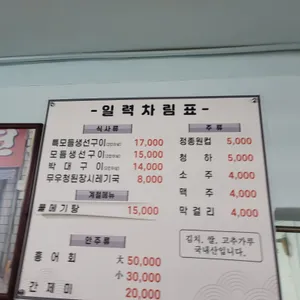 - 일력차림표 -
식사류
특모듬생선구이 17,000
모듬생선구이 15,000
박대구이 14,000
무우청된장시래기국 8,000
계절메뉴
물메기탕 15,000
안주류
홍어회 大 50,000
小 30,000
간제미 20,000
주류
정종원컵 5,000
청하 5,000
소주 4,000
맥주 4,000
막걸리 4,000
김치, 쌀, 고추가루
국내산입니다.